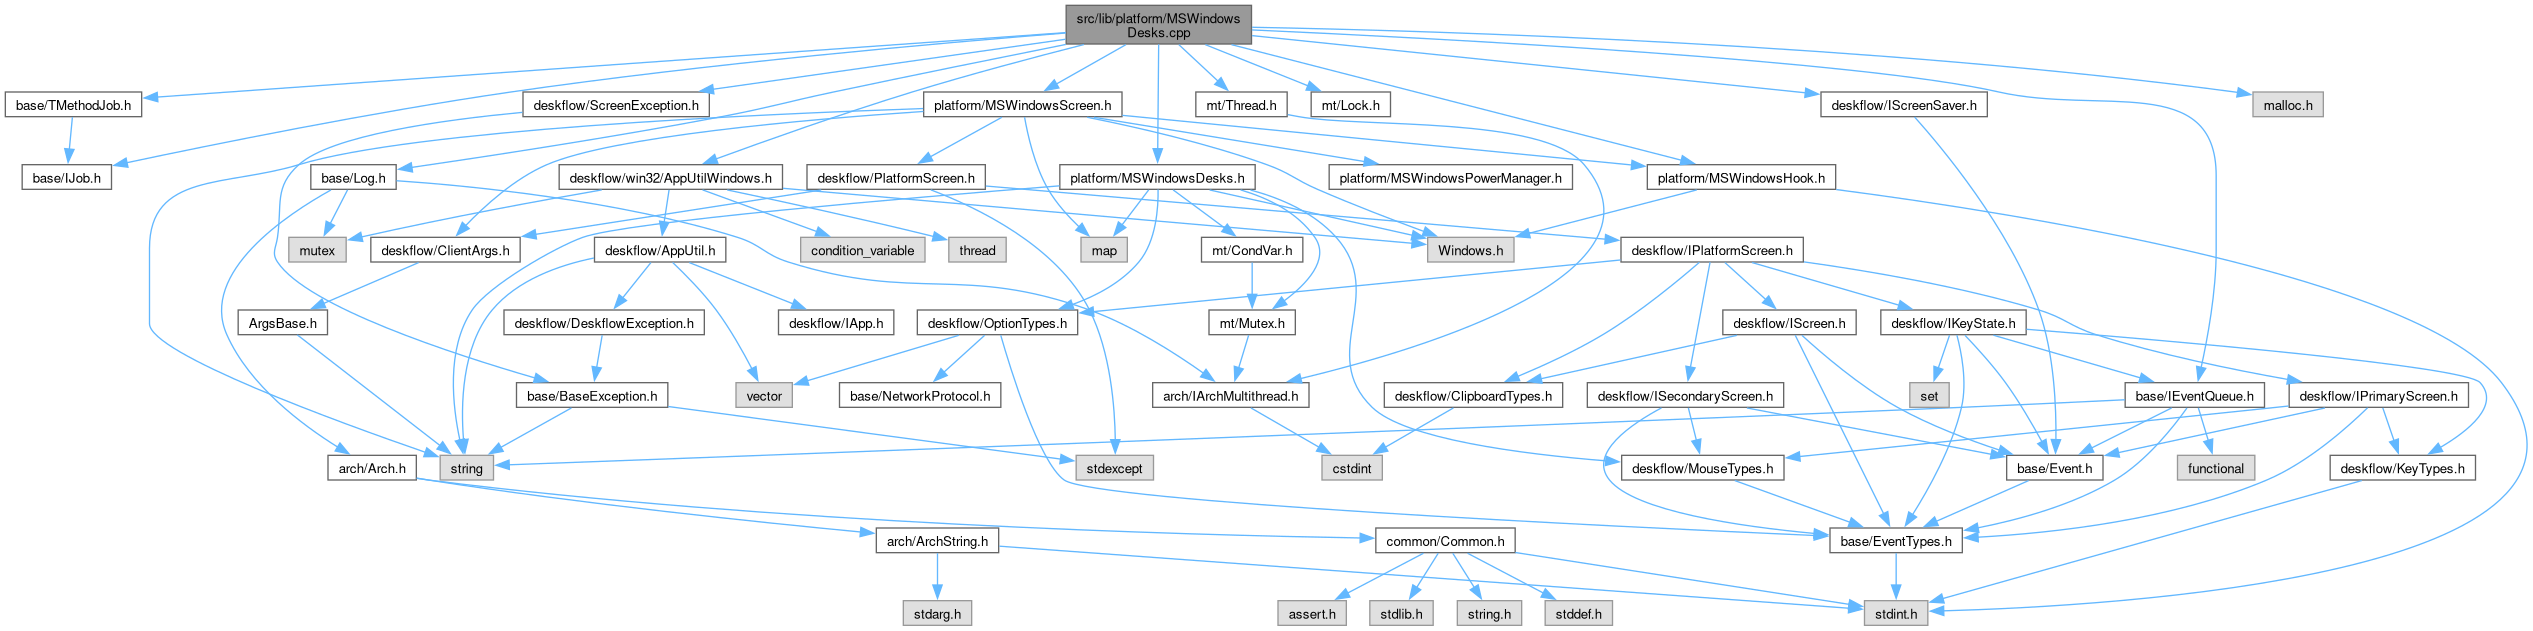 src/lib/platform/MSWindows
Desks.cpp
base/TMethodJob.h
deskflow/ScreenException.h
platform/MSWindowsScreen.h
mt/Thread.h
mt/Lock.h
deskflow/IScreenSaver.h
malloc.h
base/IJob.h
base/Log.h
deskflow/win32/AppUtilWindows.h
deskflow/PlatformScreen.h
platform/MSWindowsDesks.h
platform/MSWindowsPowerManager.h
platform/MSWindowsHook.h
mutex
deskflow/ClientArgs.h
deskflow/AppUtil.h
condition_variable
thread
map
mt/CondVar.h
Windows.h
deskflow/IPlatformScreen.h
ArgsBase.h
deskflow/DeskflowException.h
deskflow/IApp.h
deskflow/OptionTypes.h
mt/Mutex.h
deskflow/IScreen.h
deskflow/IKeyState.h
base/BaseException.h
vector
base/NetworkProtocol.h
arch/IArchMultithread.h
deskflow/ClipboardTypes.h
deskflow/ISecondaryScreen.h
set
base/IEventQueue.h
deskflow/IPrimaryScreen.h
arch/Arch.h
string
stdexcept
cstdint
deskflow/MouseTypes.h
base/Event.h
functional
deskflow/KeyTypes.h
arch/ArchString.h
common/Common.h
base/EventTypes.h
stdarg.h
assert.h
stdlib.h
string.h
stddef.h
stdint.h